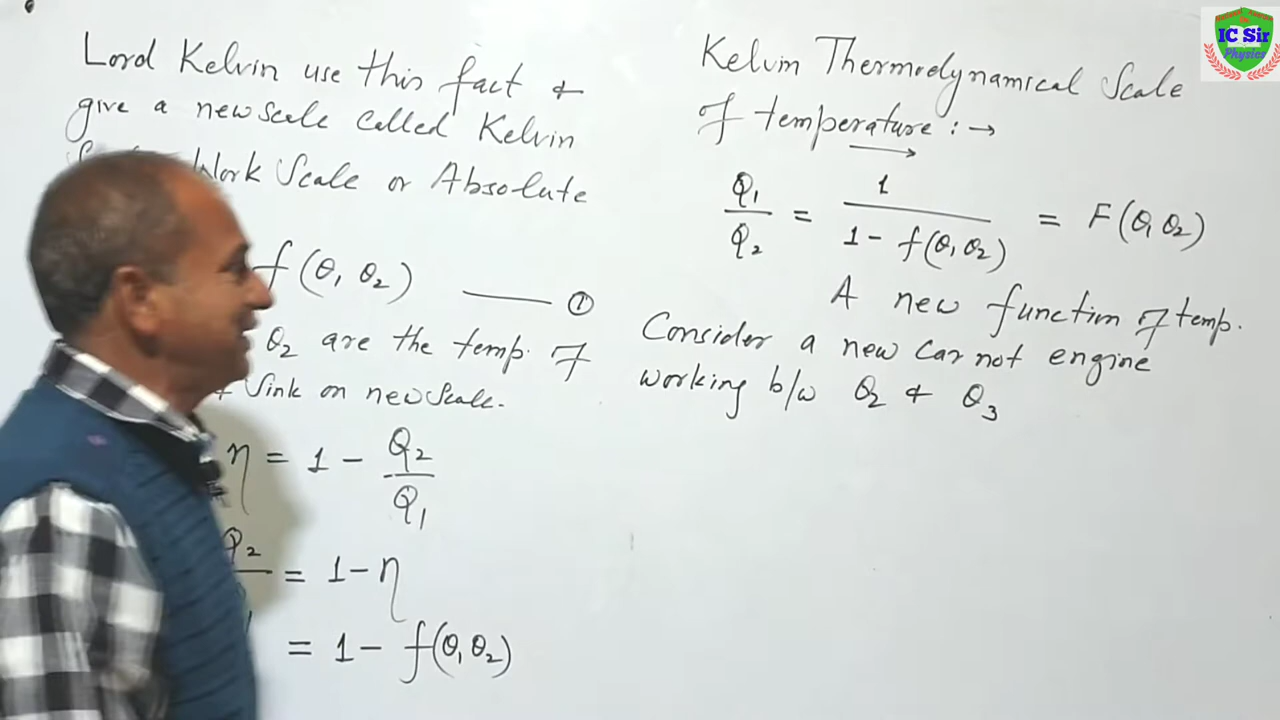 Lord Kelvin use this fact &
give a new scale called Kelvin
Work Scale or Absolute
f(θ, θ2) —— ①
θ2 are the temp. of
& Sink on new Scale.
η = 1 - Q2/Q1
Q2
= 1 - η
= 1 - f(θ, θ2)
Kelvin Thermodynamical Scale
of temperature : →
Q1/Q2 = 1/(1 - f(θ, θ2)) = F(θ, θ2)
A new function of temp.
Consider a new Carnot engine
working b/w θ2 & θ3
IC Sir
Physics